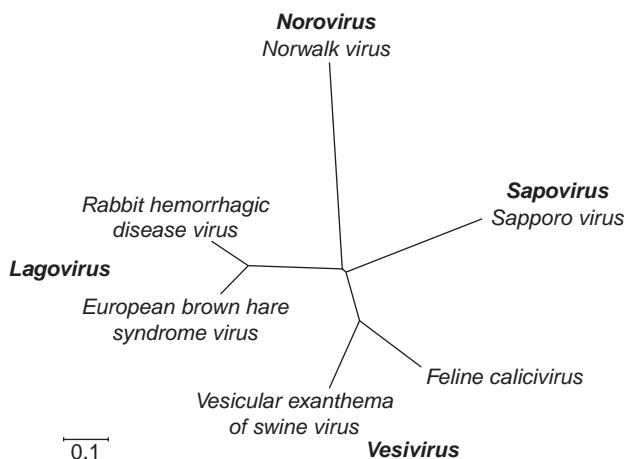 Norovirus
Norwalk virus
Sapovirus
Sapporo virus
Rabbit hemorrhagic
disease virus
Lagovirus
European brown hare
syndrome virus
Feline calicivirus
Vesicular exanthema
of swine virus
Vesivirus
0.1